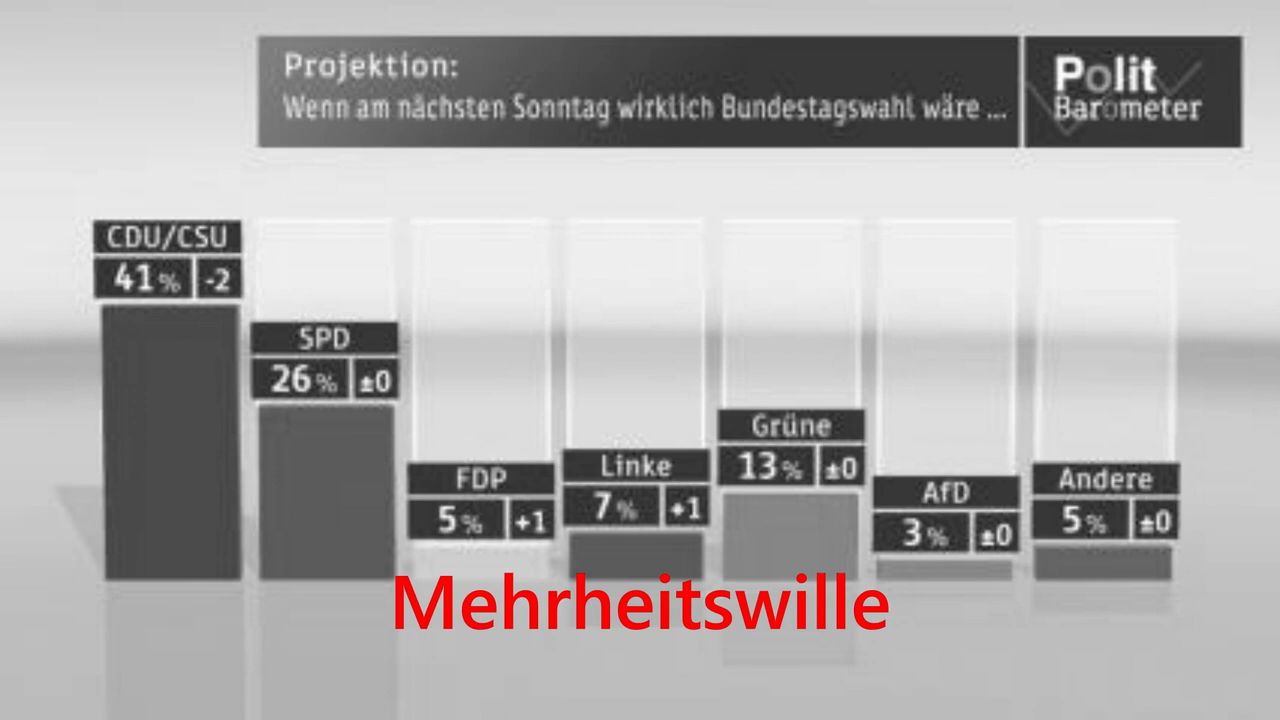 Projektion:
Wenn am nächsten Sonntag wirklich Bundestagswahl wäre ...
Polit
Barometer
CDU/CSU
41% -2
SPD
26% ±0
FDP
5% +1
Linke
7% +1
Grüne
13% ±0
AfD
3% ±0
Andere
5% ±0
Mehrheitswille